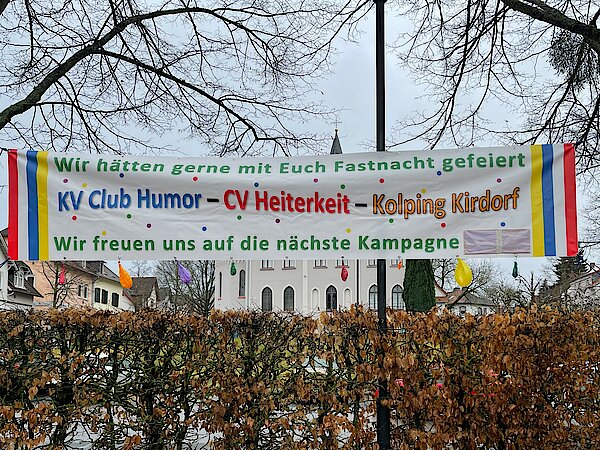 Wir hätten gerne mit Euch Fastnacht gefeiert
KV Club Humor – CV Heiterkeit – Kolping Kirdorf
Wir freuen uns auf die nächste Kampagne